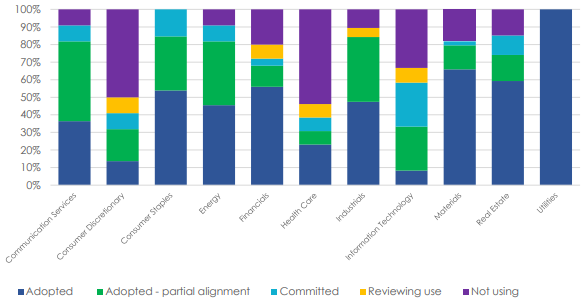 100%
90%
80%
70%
60%
50%
40%
30%
20%
10%
0%
Communication Services
Consumer Discretionary
Consumer Staples
Energy
Financials
Health Care
Industrials
Information Technology
Materials
Real Estate
Utilities
Adopted Adopted - partial alignment Committed Reviewing use Not using